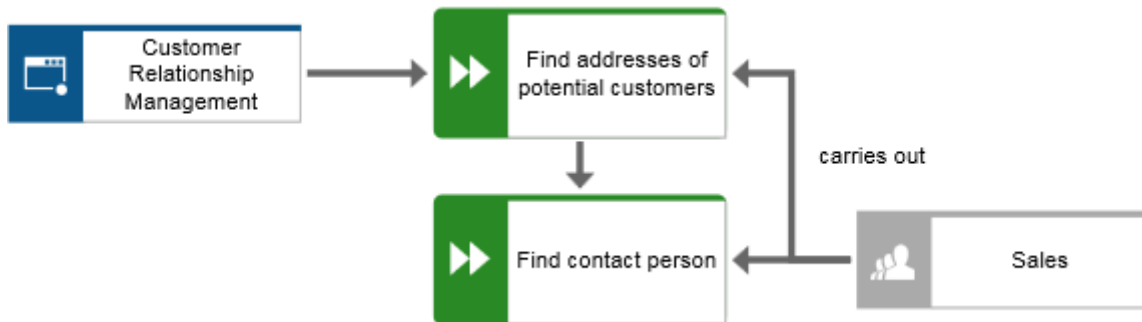 Customer
Relationship
Management
Find addresses of
potential customers
carries out
Find contact person
Sales